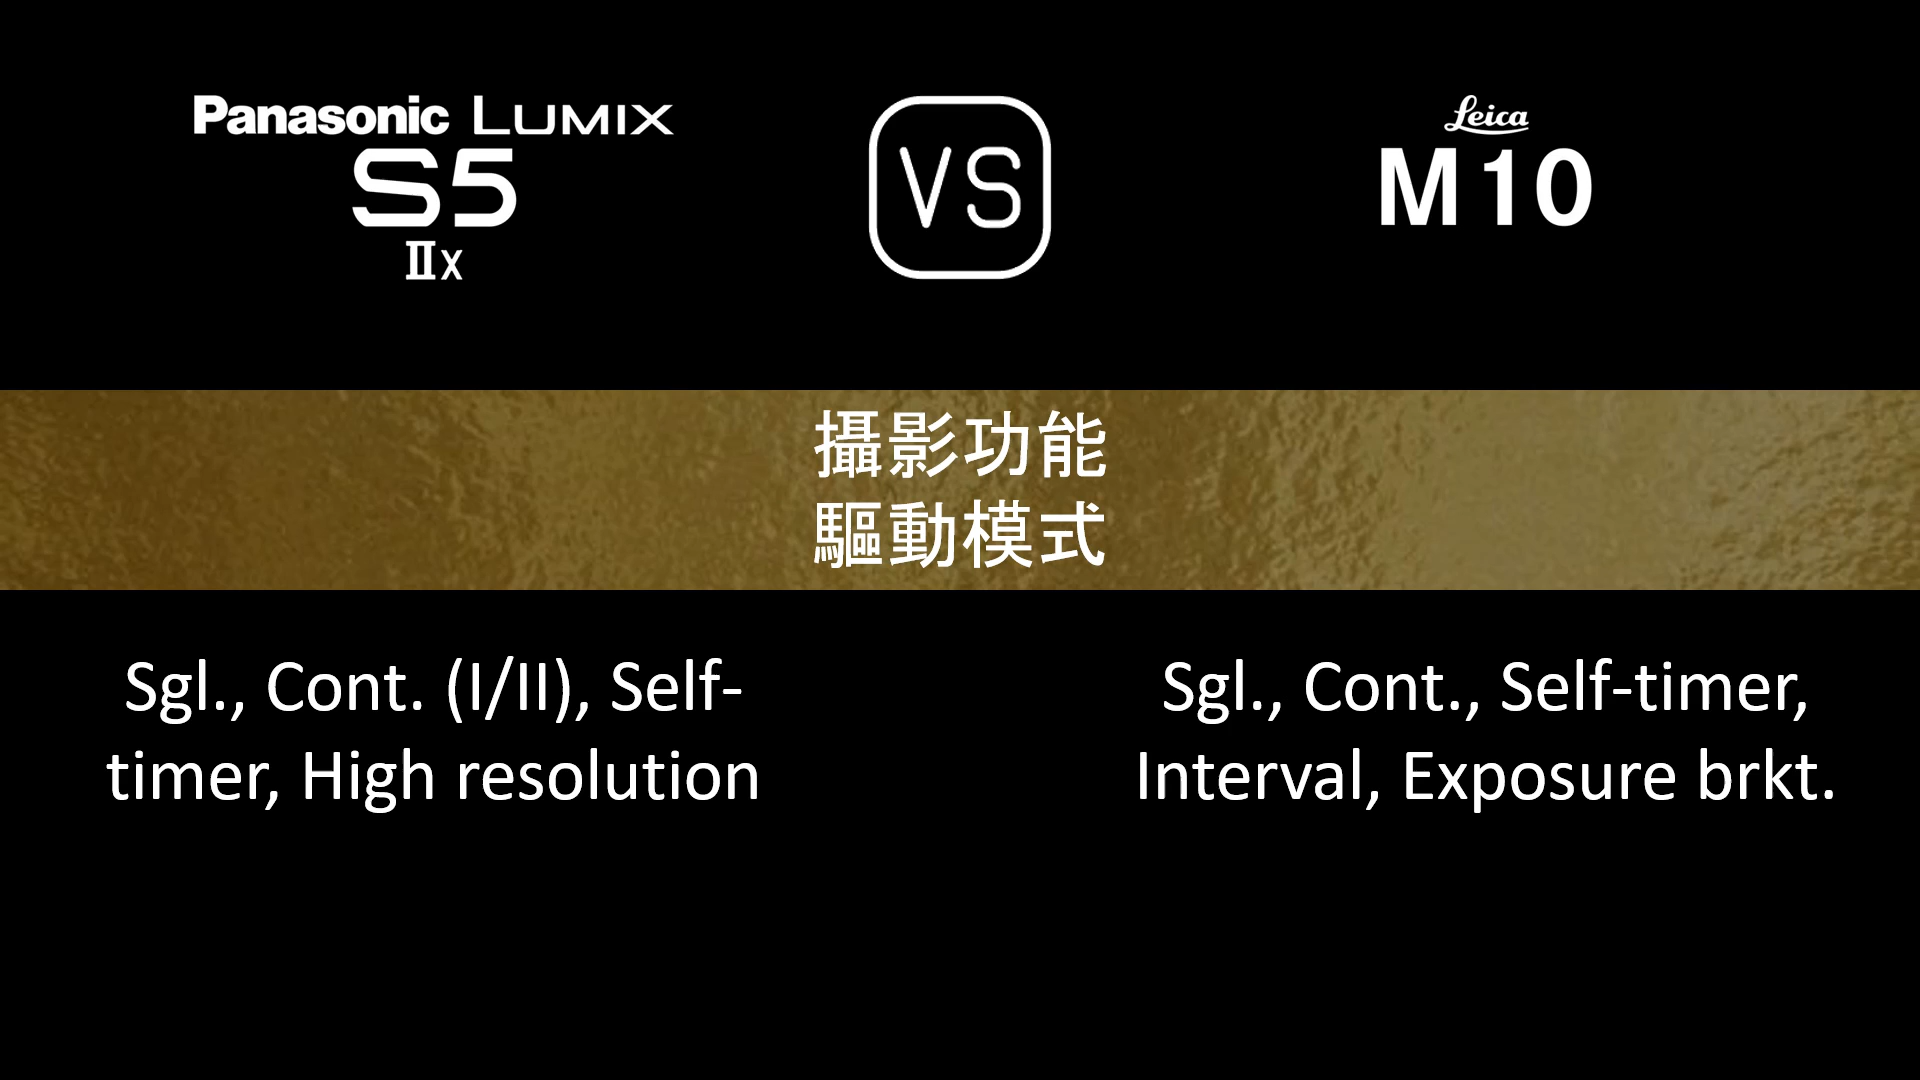 Panasonic LUMIX
S5
IIx
VS
Leica
M10
攝影功能
驅動模式
Sgl., Cont. (I/II), Self-
timer, High resolution
Sgl., Cont., Self-timer,
Interval, Exposure brkt.